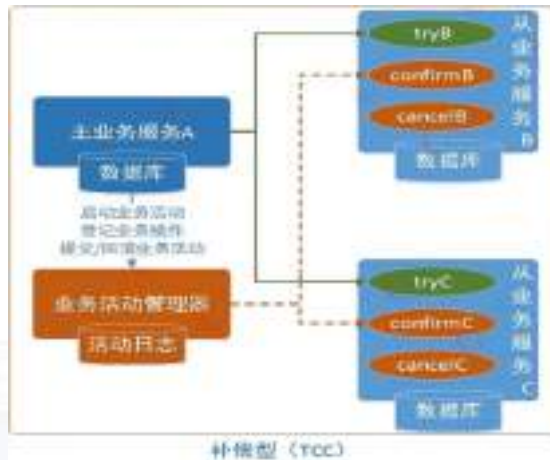 tryB
confirmB
cancelB
从业务服务B
数据库
主业务服务A
数据库
启动业务活动
登记业务操作
提交/回滚业务活动
业务活动管理器
活动日志
tryC
confirmC
cancelC
从业务服务C
数据库
补偿型（TCC）